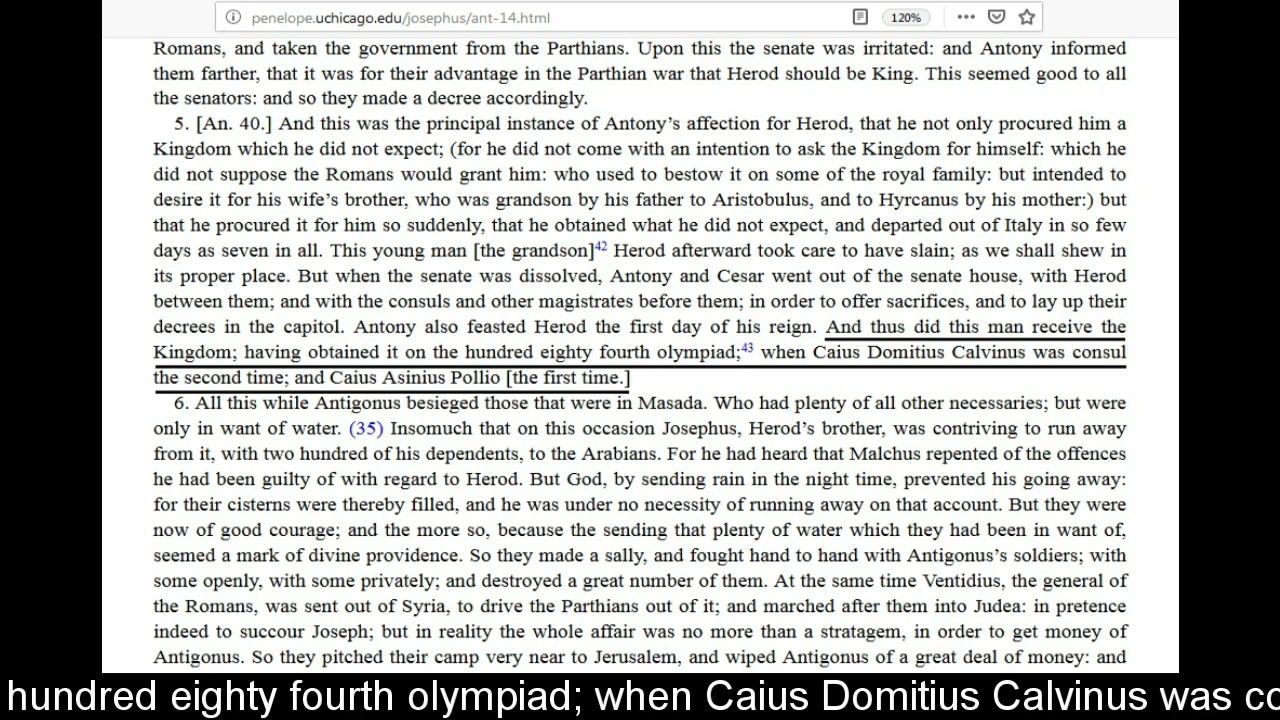 penelope.uchicago.edu/josephus/ant-14.html
120%
Romans, and taken the government from the Parthians. Upon this the senate was irritated: and Antony informed
them farther, that it was for their advantage in the Parthian war that Herod should be King. This seemed good to all
the senators: and so they made a decree accordingly.
5. [An. 40.] And this was the principal instance of Antony’s affection for Herod, that he not only procured him a
Kingdom which he did not expect; (for he did not come with an intention to ask the Kingdom for himself: which he
did not suppose the Romans would grant him: who used to bestow it on some of the royal family: but intended to
desire it for his wife’s brother, who was grandson by his father to Aristobulus, and to Hyrcanus by his mother:) but
that he procured it for him so suddenly, that he obtained what he did not expect, and departed out of Italy in so few
days as seven in all. This young man [the grandson]42 Herod afterward took care to have slain; as we shall shew in
its proper place. But when the senate was dissolved, Antony and Cesar went out of the senate house, with Herod
between them; and with the consuls and other magistrates before them; in order to offer sacrifices, and to lay up their
decrees in the capitol. Antony also feasted Herod the first day of his reign. And thus did this man receive the
Kingdom; having obtained it on the hundred eighty fourth olympiad;43 when Caius Domitius Calvinus was consul
the second time; and Caius Asinius Pollio [the first time.]
6. All this while Antigonus besieged those that were in Masada. Who had plenty of all other necessaries; but were
only in want of water. (35) Insomuch that on this occasion Josephus, Herod’s brother, was contriving to run away
from it, with two hundred of his dependents, to the Arabians. For he had heard that Malchus repented of the offences
he had been guilty of with regard to Herod. But God, by sending rain in the night time, prevented his going away:
for their cisterns were thereby filled, and he was under no necessity of running away on that account. But they were
now of good courage; and the more so, because the sending that plenty of water which they had been in want of,
seemed a mark of divine providence. So they made a sally, and fought hand to hand with Antigonus’s soldiers; with
some openly, with some privately; and destroyed a great number of them. At the same time Ventidius, the general of
the Romans, was sent out of Syria, to drive the Parthians out of it; and marched after them into Judea: in pretence
indeed to succour Joseph; but in reality the whole affair was no more than a stratagem, in order to get money of
Antigonus. So they pitched their camp very near to Jerusalem, and wiped Antigonus of a great deal of money: and
hundred eighty fourth olympiad; when Caius Domitius Calvinus was co